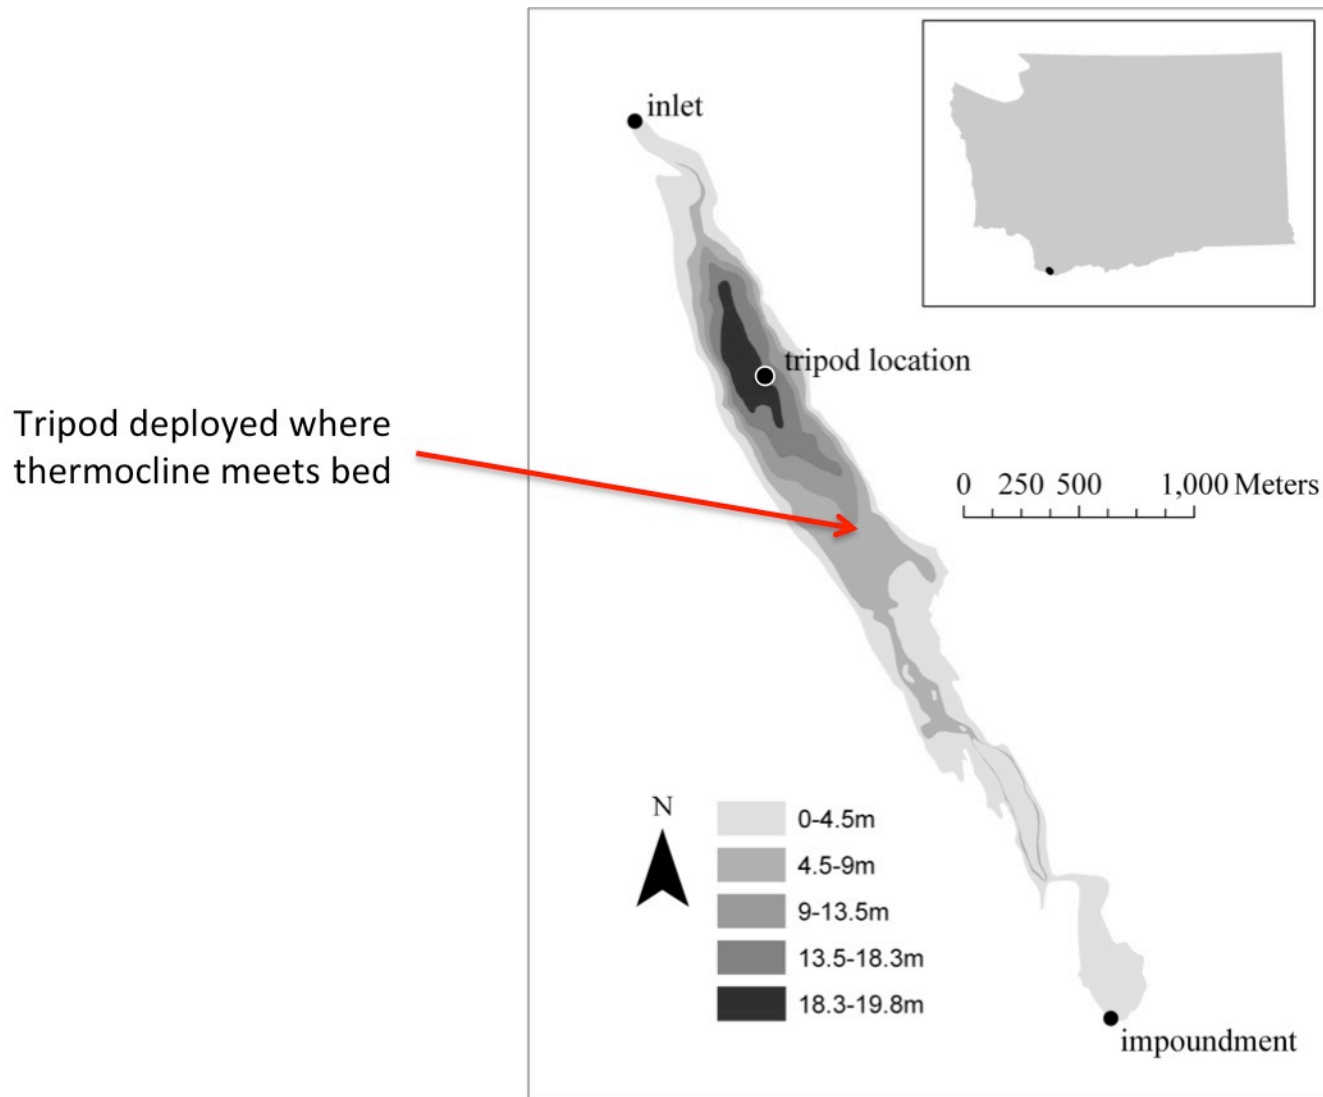 inlet
tripod location
Tripod deployed where
thermocline meets bed
0 250 500 1,000 Meters
N
0-4.5m
4.5-9m
9-13.5m
13.5-18.3m
18.3-19.8m
impoundment